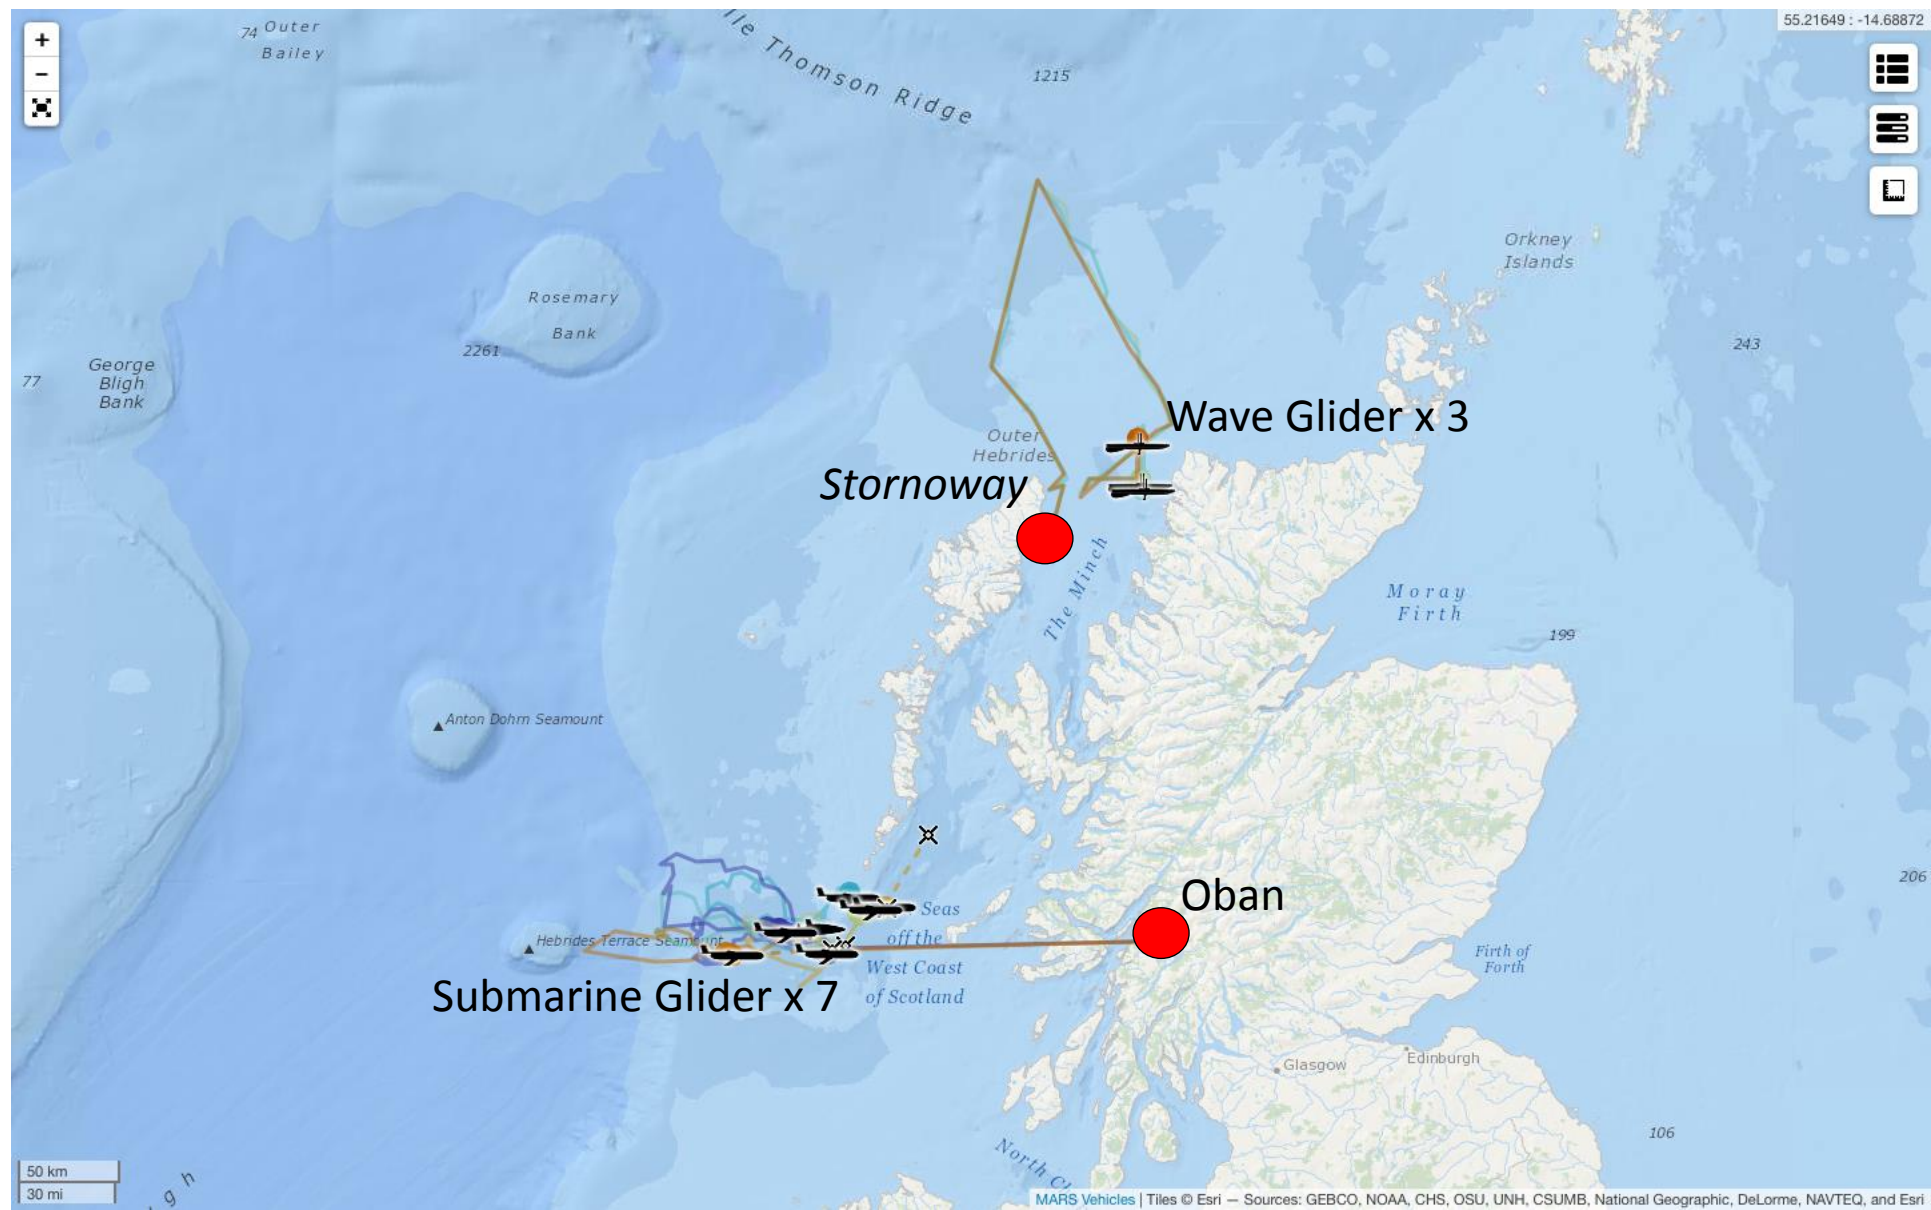 +
−
55.21649 : -14.68872
74 Outer
Bailey
lle Thomson Ridge
1215
Orkney
Islands
Rosemary
Bank
2261
243
George
Bligh
Bank
77
Wave Glider x 3
Outer
Hebrides
Stornoway
The Minch
Moray
Firth
199
Anton Dohrn Seamount
Oban
206
Seas
off the
West Coast
of Scotland
Hebrides Terrace Seamount
Firth of
Forth
Submarine Glider x 7
Glasgow
Edinburgh
106
North C
50 km
30 mi
g h
MARS Vehicles | Tiles © Esri — Sources: GEBCO, NOAA, CHS, OSU, UNH, CSUMB, National Geographic, DeLorme, NAVTEQ, and Esri